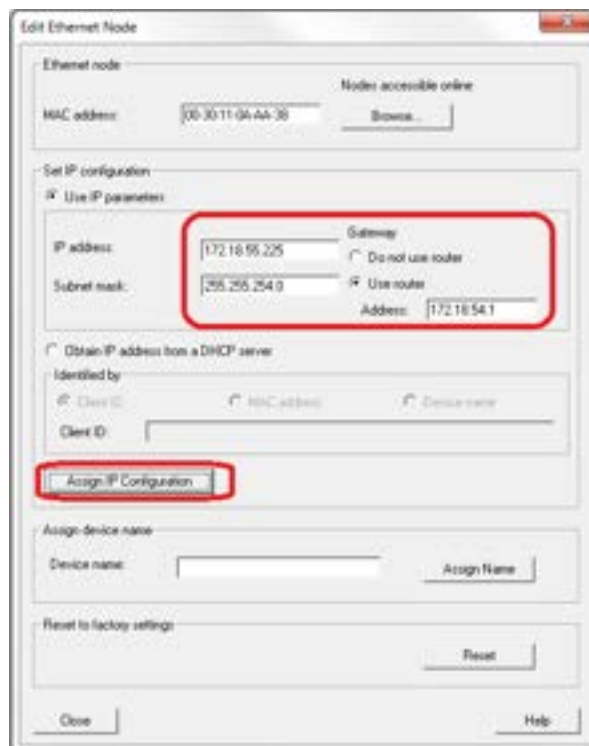 Edit Ethernet Node
Ethernet node
Nodes accessible online
MAC address:
00-30-11-0A-AA-38
Browse...
Set IP configuration
Use IP parameters
Gateway
IP address:
172.18.55.225
Do not use router
Subnet mask:
255.255.254.0
Use router
Address:
172.18.54.1
Obtain IP address from a DHCP server
Identified by
Client ID
MAC address
Device name
Client ID:
Assign IP Configuration
Assign device name
Device name:
Assign Name
Reset to factory settings
Reset
Close
Help